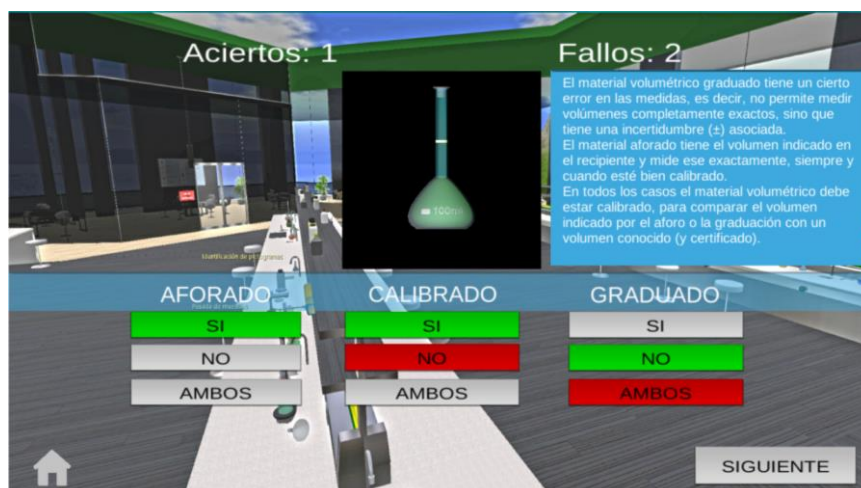 Aciertos: 1
Fallos: 2
El material volumétrico graduado tiene un cierto
error en las medidas, es decir, no permite medir
volúmenes completamente exactos, sino que
tiene una incertidumbre (±) asociada.
El material aforado tiene el volumen indicado en
el recipiente y mide ese exactamente, siempre y
cuando esté bien calibrado.
En todos los casos el material volumétrico debe
estar calibrado, para comparar el volumen
indicado por el aforo o la graduación con un
volumen conocido (y certificado).
Identificación de pictogramas
AFORADO
CALIBRADO
GRADUADO
SI
SI
SI
NO
NO
NO
AMBOS
AMBOS
AMBOS
SIGUIENTE